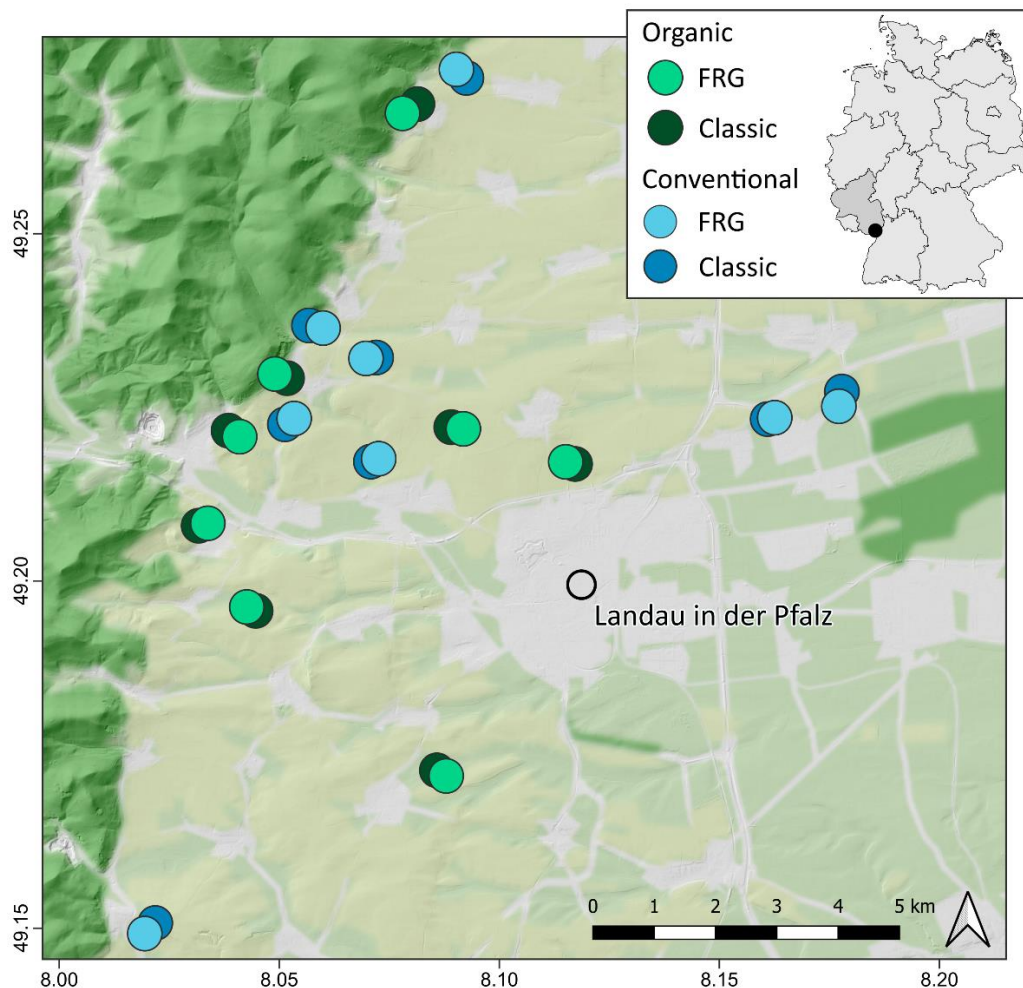 Organic
FRG
Classic
Conventional
FRG
Classic
49.25
49.20
49.15
Landau in der Pfalz
0 1 2 3 4 5 km
8.00 8.05 8.10 8.15 8.20